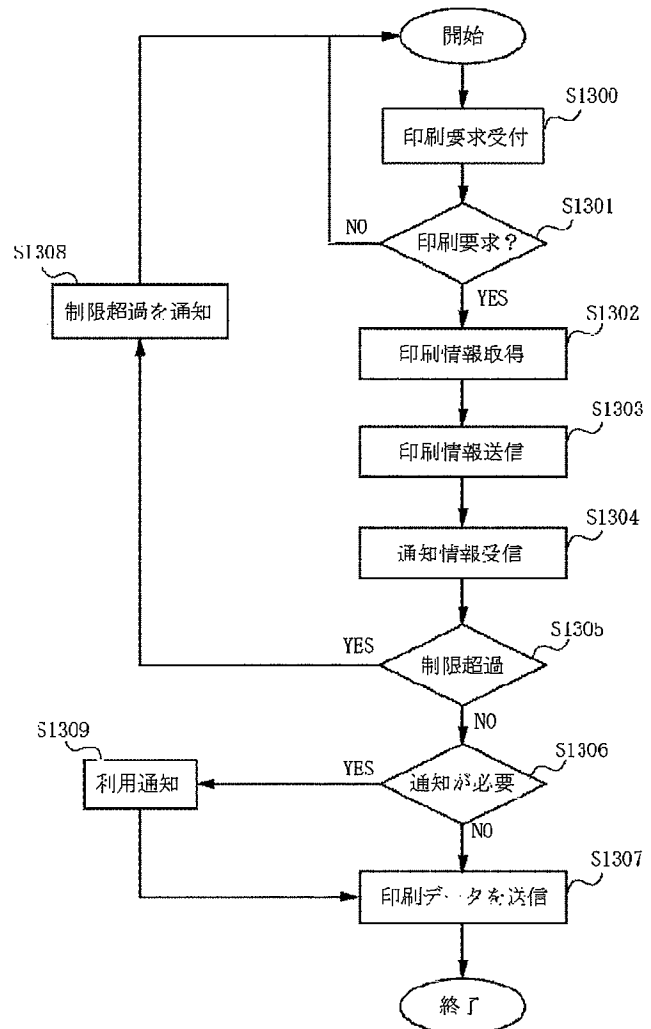 開始
S1300
印刷要求受付
S1301
印刷要求？
NO
YES
S1308
制限超過を通知
S1302
印刷情報取得
S1303
印刷情報送信
S1304
通知情報受信
S1305
制限超過
YES
NO
S1306
通知が必要
YES
NO
S1309
利用通知
S1307
印刷データを送信
終了